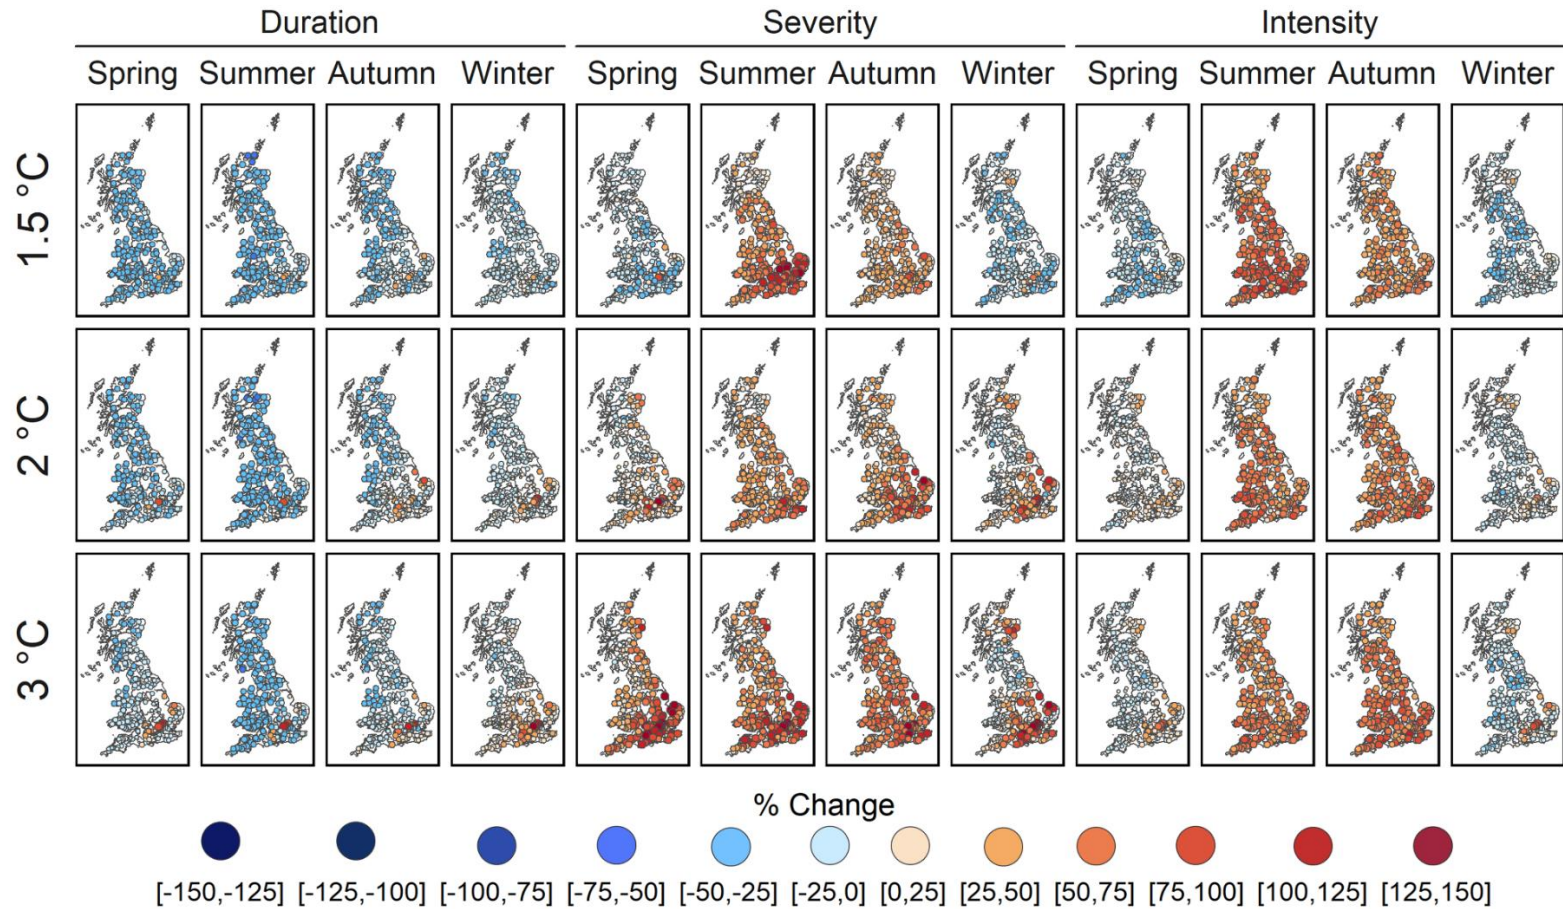 Duration Severity Intensity
Spring Summer Autumn Winter Spring Summer Autumn Winter Spring Summer Autumn Winter
1.5 °C
2 °C
3 °C
% Change
[-150,-125] [-125,-100] [-100,-75] [-75,-50] [-50,-25] [-25,0] [0,25] [25,50] [50,75] [75,100] [100,125] [125,150]